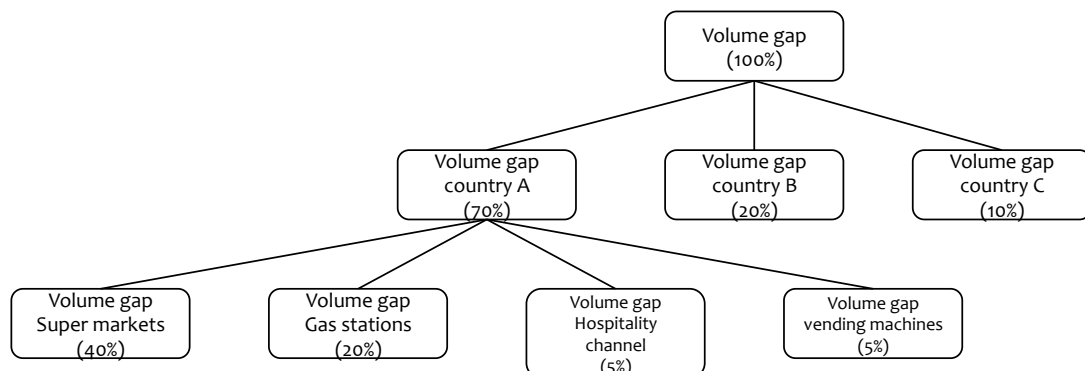 Volume gap
(100%)
Volume gap
country A
(70%)
Volume gap
country B
(20%)
Volume gap
country C
(10%)
Volume gap
Super markets
(40%)
Volume gap
Gas stations
(20%)
Volume gap
Hospitality
channel
(5%)
Volume gap
vending machines
(5%)